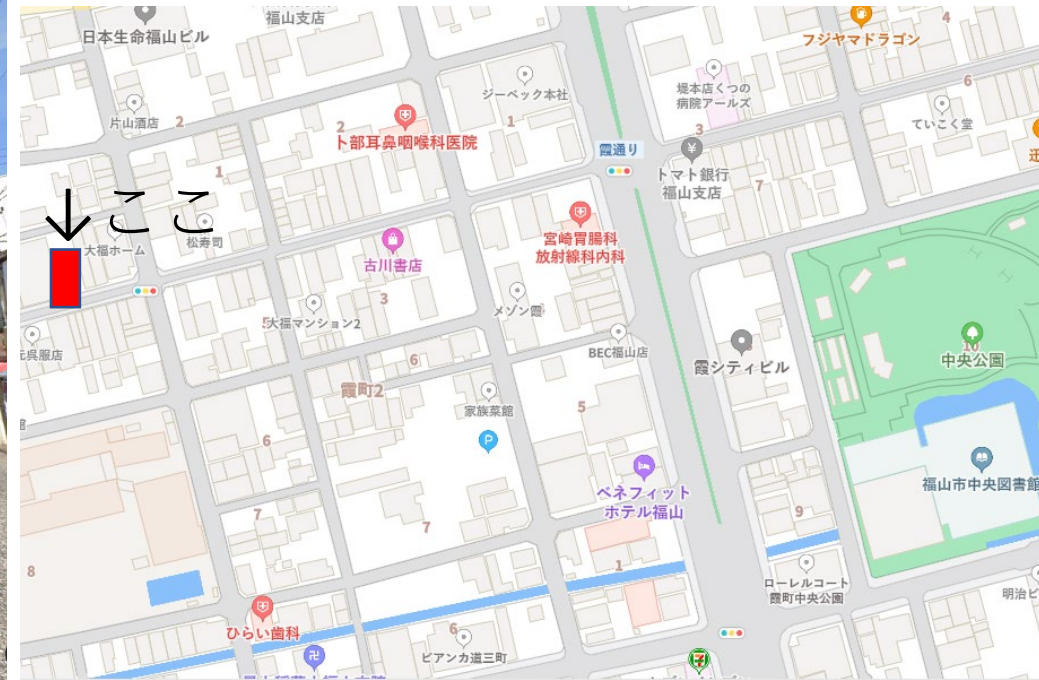 福山支店
日本生命福山ビル
フジヤマドラゴン
4
ジーベック本社
堤本店くつの
病院アールズ
6
片山酒店
2
2
卜部耳鼻咽喉科医院
1
霞通り
3
ていこく堂
トマト銀行
福山支店
7
1
↓ここ
松寿司
大福ホーム
宮崎胃腸科
放射線科内科
古川書店
3
メゾン霞
大福マンション2
元呉服店
BEC福山店
霞シティビル
10
中央公園
6
霞町2
家族菜館
5
P
6
福山市中央図書館
ベネフィット
ホテル福山
7
7
9
8
1
ローレルコート
霞町中央公園
明治ビ
ひらい歯科
6
ビアンカ道三町